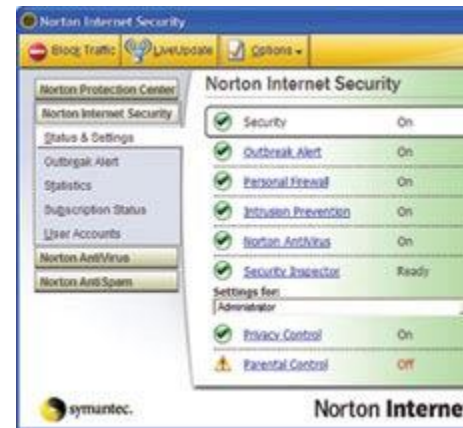 Norton Internet Security
Block Traffic LiveUpdate Options
Norton Protection Center
Norton Internet Security
Status & Settings
Outbreak Alert
Statistics
Subscription Status
User Accounts
Norton AntiVirus
Norton AntiSpam
Norton Internet Security
Security On
Outbreak Alert On
Personal Firewall On
Intrusion Prevention On
Norton AntiVirus On
Security Inspector Ready
Settings for:
Administrator
Privacy Control On
Parental Control Off
symantec.
Norton Interne